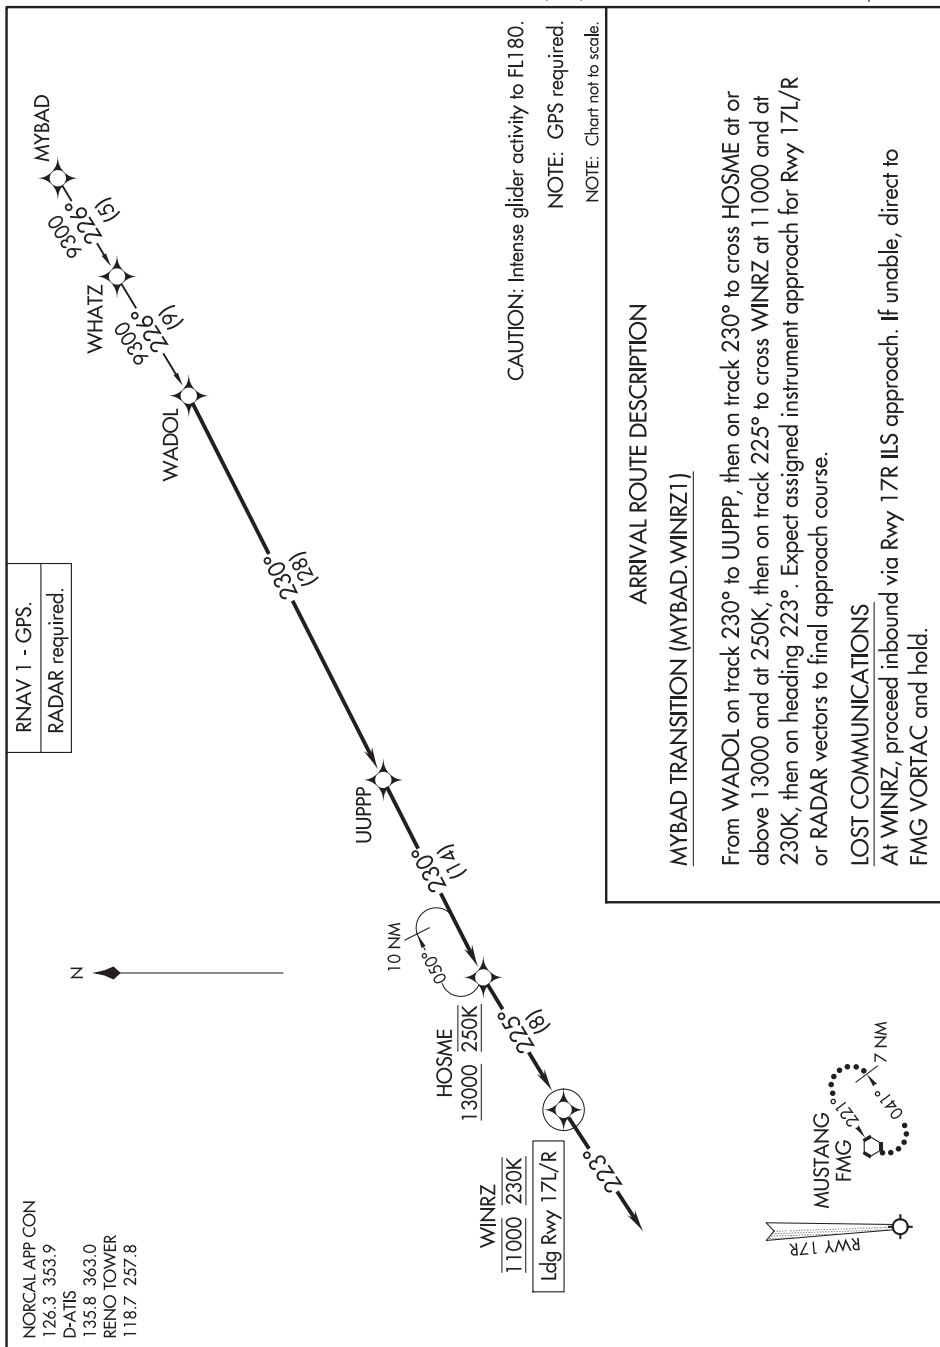 NORCAL APP CON
126.3 353.9
D-ATIS
135.8 363.0
RENO TOWER
118.7 257.8
RNAV 1 - GPS.
RADAR required.
N
MYBAD
9300
226°
(5)
WHATZ
9300
226°
(9)
WADOL
230°
(28)
UUPPP
230°
(14)
10 NM
050°
HOSME
13000 250K
225°
(8)
WINRZ
11000 230K
Ldg Rwy 17L/R
223°
CAUTION: Intense glider activity to FL180.
NOTE: GPS required.
NOTE: Chart not to scale.
RWY 17R
MUSTANG
FMG
221°
041°
7 NM
ARRIVAL ROUTE DESCRIPTION
MYBAD TRANSITION (MYBAD.WINRZ1)
From WADOL on track 230° to UUPPP, then on track 230° to cross HOSME at or
above 13000 and at 250K, then on track 225° to cross WINRZ at 11000 and at
230K, then on heading 223°. Expect assigned instrument approach for Rwy 17L/R
or RADAR vectors to final approach course.
LOST COMMUNICATIONS
At WINRZ, proceed inbound via Rwy 17R ILS approach. If unable, direct to
FMG VORTAC and hold.